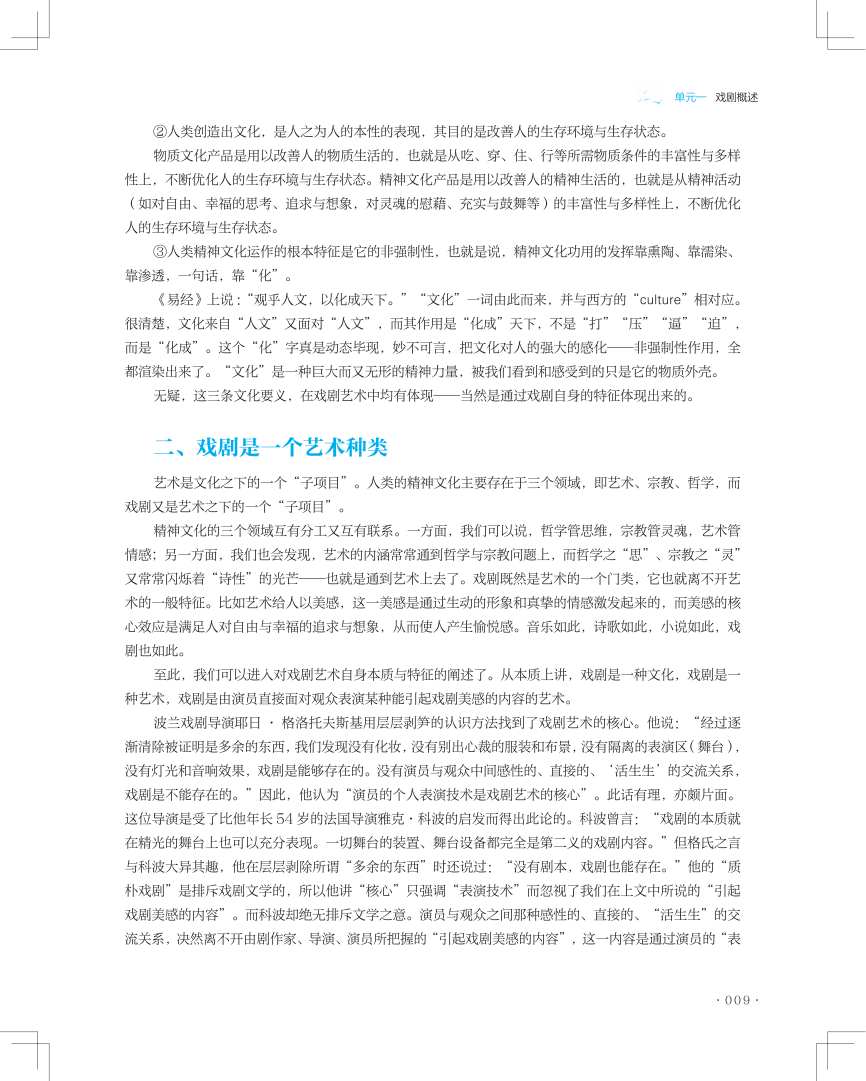 单元一 戏剧概述
②人类创造出文化，是人之为人的本性的表现，其目的是改善人的生存环境与生存状态。
物质文化产品是用以改善人的物质生活的，也就是从吃、穿、住、行等所需物质条件的丰富性与多样
性上，不断优化人的生存环境与生存状态。精神文化产品是用以改善人的精神生活的，也就是从精神活动
（如对自由、幸福的思考、追求与想象，对灵魂的慰藉、充实与鼓舞等）的丰富性与多样性上，不断优化
人的生存环境与生存状态。
③人类精神文化运作的根本特征是它的非强制性，也就是说，精神文化功用的发挥靠熏陶、靠濡染、
靠渗透，一句话，靠“化”。
《易经》上说：“观乎人文，以化成天下。”“文化”一词由此而来，并与西方的“culture”相对应。
很清楚，文化来自“人文”又面对“人文”，而其作用是“化成”天下，不是“打”“压”“逼”“迫”，
而是“化成”。这个“化”字真是动态毕现，妙不可言，把文化对人的强大的感化——非强制性作用，全
都渲染出来了。“文化”是一种巨大而又无形的精神力量，被我们看到和感受到的只是它的物质外壳。
无疑，这三条文化要义，在戏剧艺术中均有体现——当然是通过戏剧自身的特征体现出来的。
二、戏剧是一个艺术种类
艺术是文化之下的一个“子项目”。人类的精神文化主要存在于三个领域，即艺术、宗教、哲学，而
戏剧又是艺术之下的一个“子项目”。
精神文化的三个领域互有分工又互有联系。一方面，我们可以说，哲学管思维，宗教管灵魂，艺术管
情感；另一方面，我们也会发现，艺术的内涵常常通到哲学与宗教问题上，而哲学之“思”、宗教之“灵”
又常常闪烁着“诗性”的光芒——也就是通到艺术上去了。戏剧既然是艺术的一个门类，它也就离不开艺
术的一般特征。比如艺术给人以美感，这一美感是通过生动的形象和真挚的情感激发起来的，而美感的核
心效应是满足人对自由与幸福的追求与想象，从而使人产生愉悦感。音乐如此，诗歌如此，小说如此，戏
剧也如此。
至此，我们可以进入对戏剧艺术自身本质与特征的阐述了。从本质上讲，戏剧是一种文化，戏剧是一
种艺术，戏剧是由演员直接面对观众表演某种能引起戏剧美感的内容的艺术。
波兰戏剧导演耶日·格洛托夫斯基用层层剥笋的认识方法找到了戏剧艺术的核心。他说：“经过逐
渐清除被证明是多余的东西，我们发现没有化妆，没有别出心裁的服装和布景，没有隔离的表演区（舞台），
没有灯光和音响效果，戏剧是能够存在的。没有演员与观众中间感性的、直接的、‘活生生’的交流关系，
戏剧是不能存在的。”因此，他认为“演员的个人表演技术是戏剧艺术的核心”。此话有理，亦颇片面。
这位导演是受了比他年长 54 岁的法国导演雅克·科波的启发而得出此论的。科波曾言：“戏剧的本质就
在精光的舞台上也可以充分表现。一切舞台的装置、舞台设备都完全是第二义的戏剧内容。”但格氏之言
与科波大异其趣，他在层层剥除所谓“多余的东西”时还说过：“没有剧本，戏剧也能存在。”他的“质
朴戏剧”是排斥戏剧文学的，所以他讲“核心”只强调“表演技术”而忽视了我们在上文中所说的“引起
戏剧美感的内容”。而科波却绝无排斥文学之意。演员与观众之间那种感性的、直接的、“活生生”的交
流关系，决然离不开由剧作家、导演、演员所把握的“引起戏剧美感的内容”，这一内容是通过演员的“表
·009·